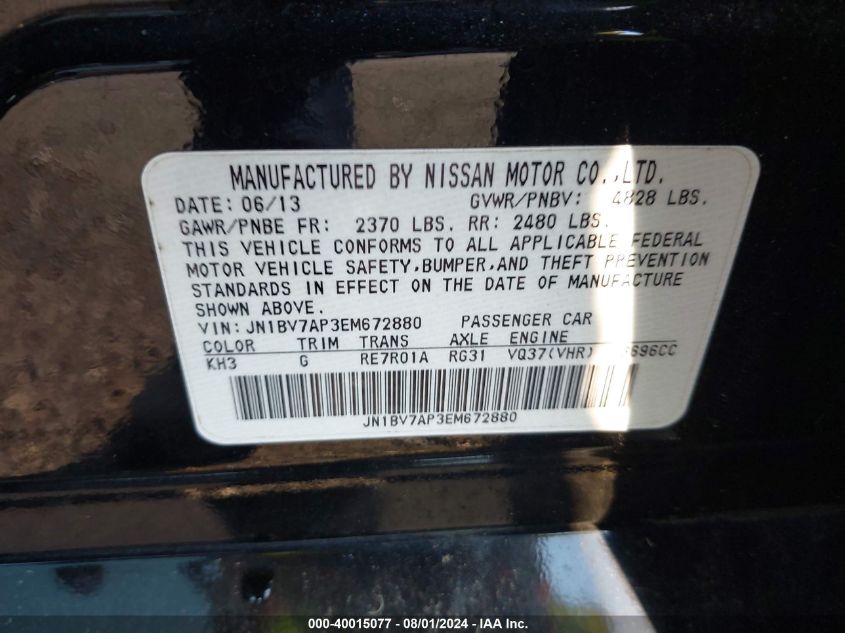 MANUFACTURED BY NISSAN MOTOR CO.,LTD.
DATE: 06/13 GVWR/PNBV: 4828 LBS.
GAWR/PNBE FR: 2370 LBS. RR: 2480 LBS.
THIS VEHICLE CONFORMS TO ALL APPLICABLE FEDERAL
MOTOR VEHICLE SAFETY,BUMPER,AND THEFT PREVENTION
STANDARDS IN EFFECT ON THE DATE OF MANUFACTURE
SHOWN ABOVE.
VIN: JN1BV7AP3EM672880 PASSENGER CAR
COLOR TRIM TRANS AXLE ENGINE
KH3 G RE7R01A RG31 VQ37(VHR)
JN1BV7AP3EM672880
000-40015077 - 08/01/2024 - IAA Inc.